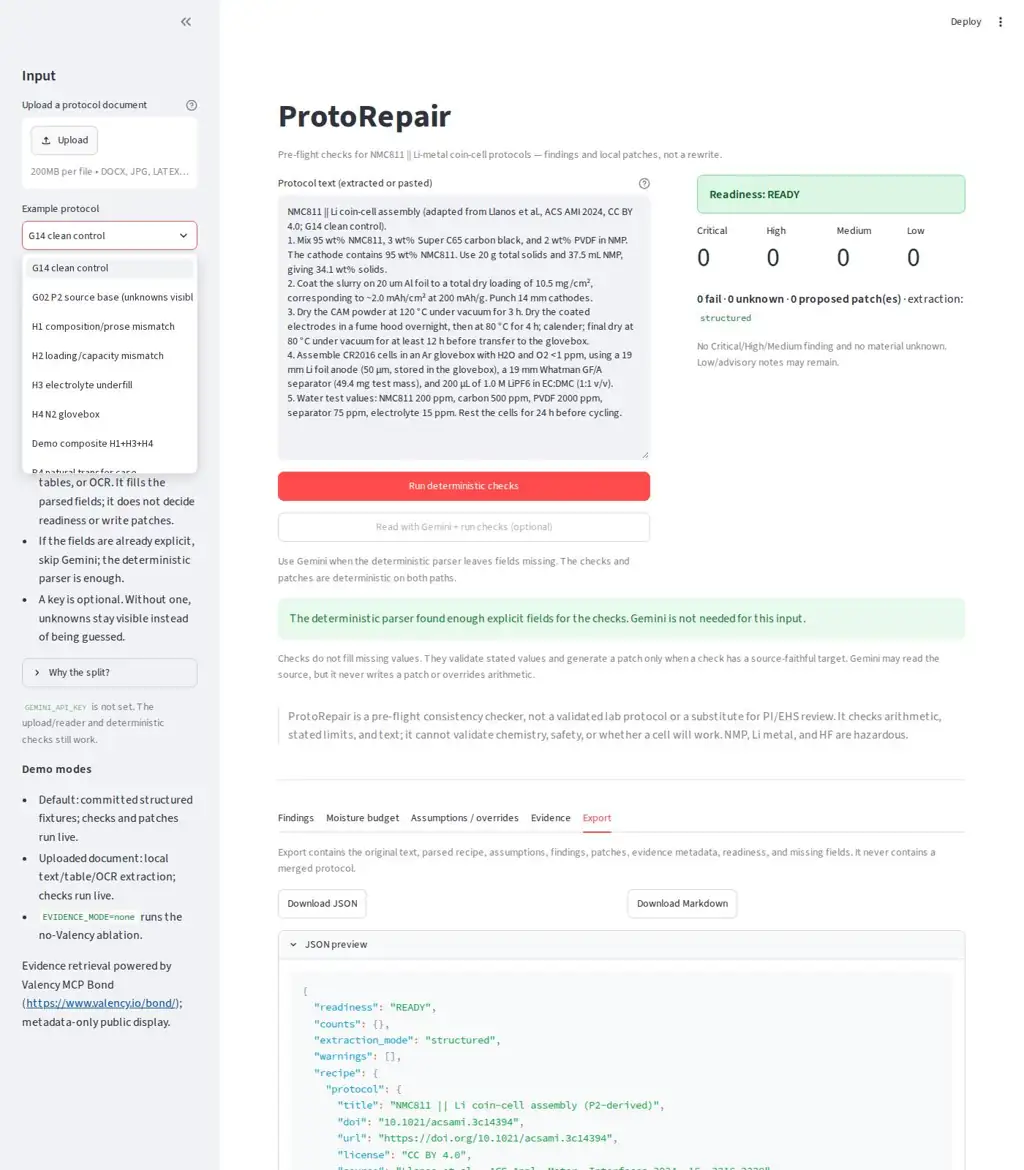 Deploy
Input
Upload a protocol document
Upload
200MB per file • DOCX, JPG, LATEX...
Example protocol
G14 clean control
G14 clean control
G02 P2 source base (unknowns visibl
H1 composition/prose mismatch
H2 loading/capacity mismatch
H3 electrolyte underfill
H4 N2 glovebox
Demo composite H1+H3+H4
tables, or OCR. It fills the
parsed fields; it does not decide
readiness or write patches.
• If the fields are already explicit,
skip Gemini; the deterministic
parser is enough.
• A key is optional. Without one,
unknowns stay visible instead
of being guessed.
Why the split?
GEMINI_API_KEY is not set. The
upload/reader and deterministic
checks still work.
Demo modes
• Default: committed structured
fixtures; checks and patches
run live.
• Uploaded document: local
text/table/OCR extraction;
checks run live.
• EVIDENCE_MODE=none runs the
no-Valency ablation.
Evidence retrieval powered by
Valency MCP Bond
(https://www.valency.io/bond/);
metadata-only public display.
ProtoRepair
Pre-flight checks for NMC811 || Li-metal coin-cell protocols — findings and local patches, not a rewrite.
Protocol text (extracted or pasted)
NMC811 || Li coin-cell assembly (adapted from Llanos et al., ACS AMI 2024, CC BY
4.0; G14 clean control).
1. Mix 95 wt% NMC811, 3 wt% Super C65 carbon black, and 2 wt% PVDF in NMP.
The cathode contains 95 wt% NMC811. Use 20 g total solids and 37.5 mL NMP,
giving 34.1 wt% solids.
2. Coat the slurry on 20 um Al foil to a total dry loading of 10.5 mg/cm²,
corresponding to ~2.0 mAh/cm² at 200 mAh/g. Punch 14 mm cathodes.
3. Dry the CAM powder at 120 °C under vacuum for 3 h. Dry the coated
electrodes in a fume hood overnight, then at 80 °C for 4 h; calender; final dry at
80 °C under vacuum for at least 12 h before transfer to the glovebox.
4. Assemble CR2016 cells in an Ar glovebox with H2O and O2 <1 ppm, using a 19
mm Li foil anode (50 µm, stored in the glovebox), a 19 mm Whatman GF/A
separator (49.4 mg test mass), and 200 µL of 1.0 M LiPF6 in EC:DMC (1:1 v/v).
5. Water test values: NMC811 200 ppm, carbon 500 ppm, PVDF 2000 ppm,
separator 75 ppm, electrolyte 15 ppm. Rest the cells for 24 h before cycling.
Run deterministic checks
Read with Gemini + run checks (optional)
Use Gemini when the deterministic parser leaves fields missing. The checks and
patches are deterministic on both paths.
Readiness: READY
Critical High Medium Low
0 0 0 0
0 fail · 0 unknown · 0 proposed patch(es) · extraction:
structured
No Critical/High/Medium finding and no material unknown.
Low/advisory notes may remain.
The deterministic parser found enough explicit fields for the checks. Gemini is not needed for this input.
Checks do not fill missing values. They validate stated values and generate a patch only when a check has a source-faithful target. Gemini may read the
source, but it never writes a patch or overrides arithmetic.
ProtoRepair is a pre-flight consistency checker, not a validated lab protocol or a substitute for PI/EHS review. It checks arithmetic,
stated limits, and text; it cannot validate chemistry, safety, or whether a cell will work. NMP, Li metal, and HF are hazardous.
Findings Moisture budget Assumptions / overrides Evidence Export
Export contains the original text, parsed recipe, assumptions, findings, patches, evidence metadata, readiness, and missing fields. It never contains a
merged protocol.
Download JSON Download Markdown
JSON preview
{
"readiness": "READY",
"counts": {},
"extraction_mode": "structured",
"warnings": [],
"recipe": {
"protocol": {
"title": "NMC811 || Li coin-cell assembly (P2-derived)",
"doi": "10.1021/acsami.3c14394",
"url": "https://doi.org/10.1021/acsami.3c14394",
"license": "CC BY 4.0",